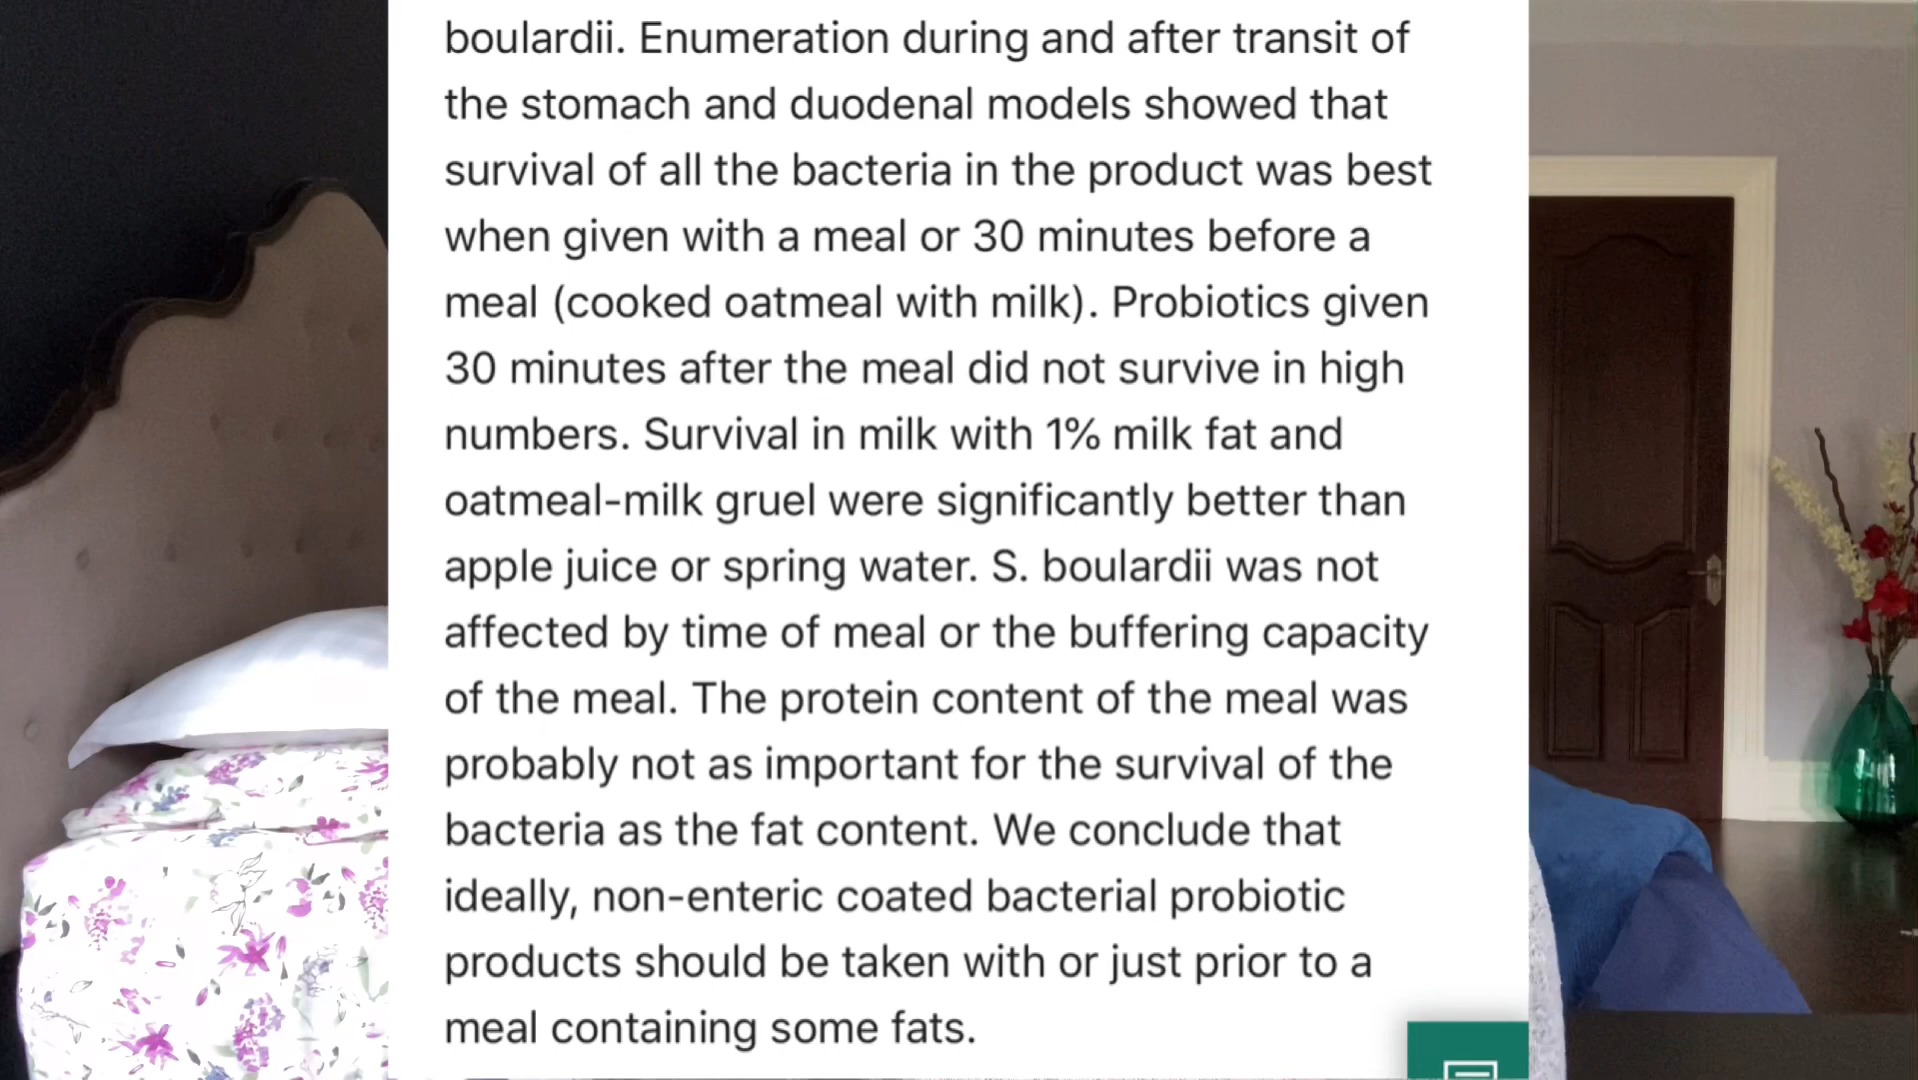 boulardii. Enumeration during and after transit of
the stomach and duodenal models showed that
survival of all the bacteria in the product was best
when given with a meal or 30 minutes before a
meal (cooked oatmeal with milk). Probiotics given
30 minutes after the meal did not survive in high
numbers. Survival in milk with 1% milk fat and
oatmeal-milk gruel were significantly better than
apple juice or spring water. S. boulardii was not
affected by time of meal or the buffering capacity
of the meal. The protein content of the meal was
probably not as important for the survival of the
bacteria as the fat content. We conclude that
ideally, non-enteric coated bacterial probiotic
products should be taken with or just prior to a
meal containing some fats.